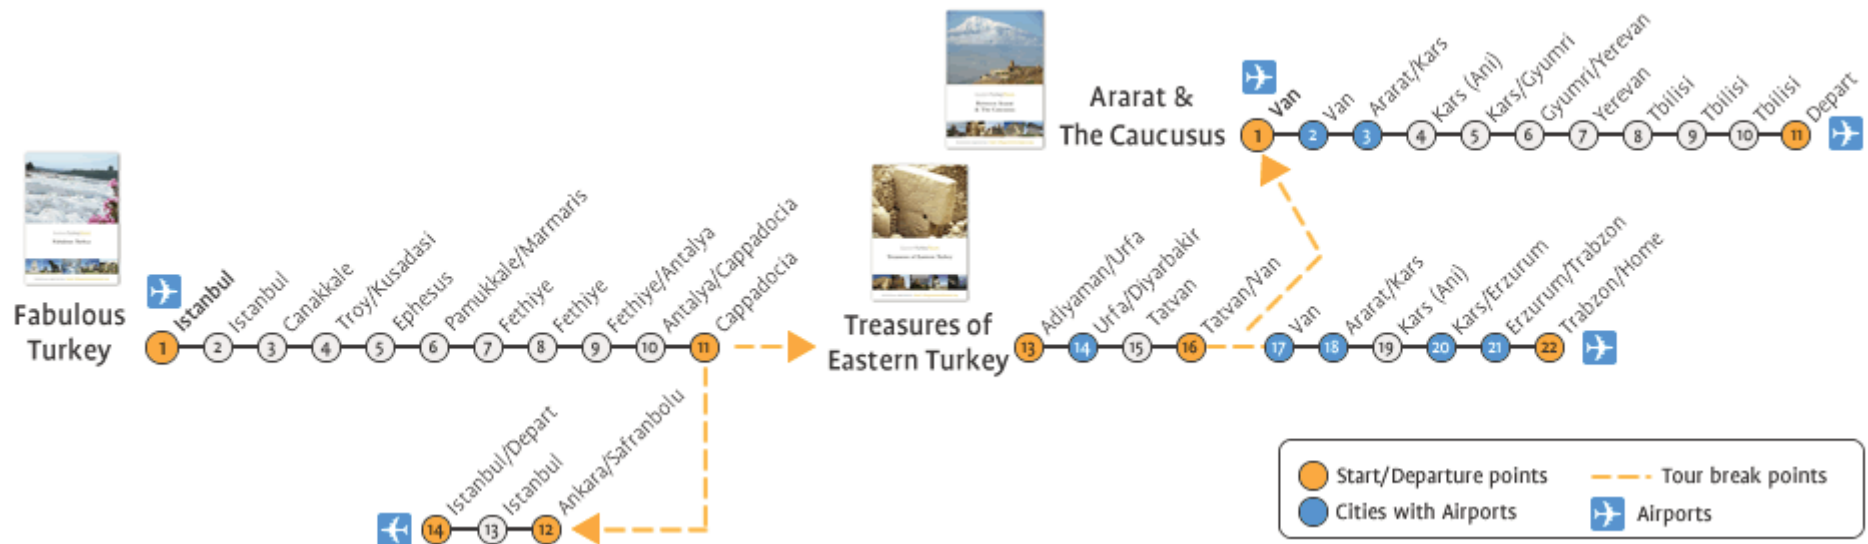 Fabulous
Turkey
1
Istanbul
2
Istanbul
3
Canakkale
4
Troy/Kusadasi
5
Ephesus
6
Pamukkale/Marmaris
7
Fethiye
8
Fethiye
9
Fethiye/Antalya
10
Antalya/Cappadocia
11
Cappadocia
14
Istanbul/Depart
13
Istanbul
12
Ankara/Safranbolu
Treasures of
Eastern Turkey
13
Adiyaman/Urfa
14
Urfa/Diyarbakir
15
Tatvan
16
Tatvan/Van
17
Van
18
Ararat/Kars
19
Kars (Ani)
20
Kars/Erzurum
21
Erzurum/Trabzon
22
Trabzon/Home
Ararat &
The Caucusus
1
Van
2
Van
3
Ararat/Kars
4
Kars (Ani)
5
Kars/Gyumri
6
Gyumri/Yerevan
7
Yerevan
8
Tbilisi
9
Tbilisi
10
Tbilisi
11
Depart
Start/Departure points
Tour break points
Cities with Airports
Airports